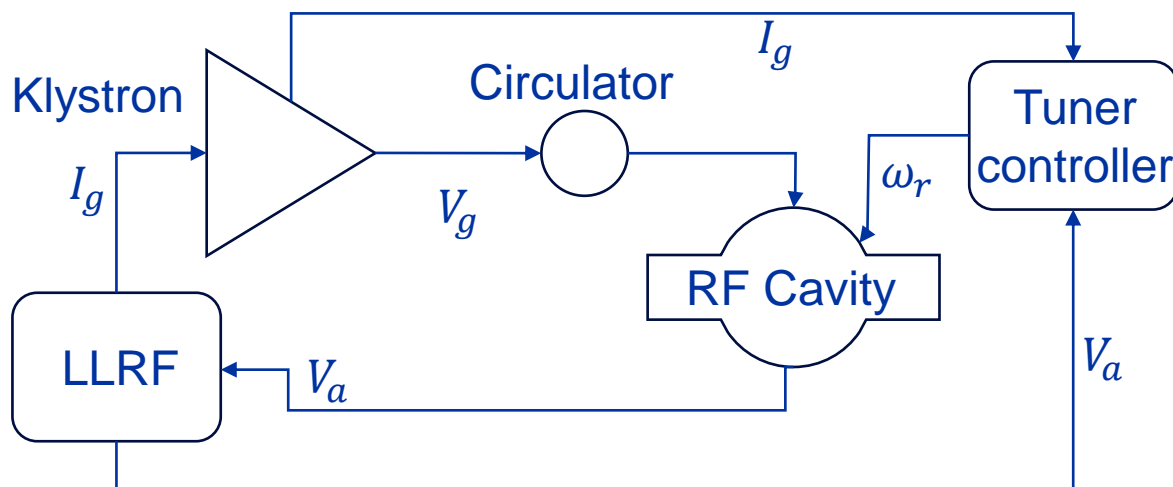 I_g
Klystron
Circulator
Tuner
controller
I_g
V_g
ω_r
RF Cavity
LLRF
V_a
V_a